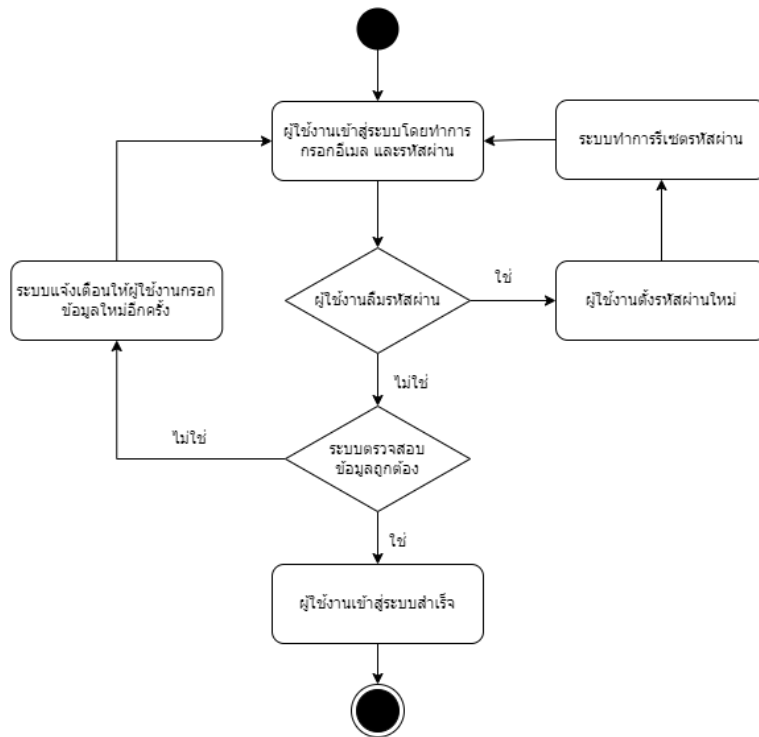 ผู้ใช้งานเข้าสู่ระบบโดยทำการ
กรอกอีเมล และรหัสผ่าน
ระบบทำการรีเซตรหัสผ่าน
ระบบแจ้งเตือนให้ผู้ใช้งานกรอก
ข้อมูลใหม่อีกครั้ง
ผู้ใช้งานลืมรหัสผ่าน
ใช่
ผู้ใช้งานตั้งรหัสผ่านใหม่
ไม่ใช่
ไม่ใช่
ระบบตรวจสอบ
ข้อมูลถูกต้อง
ใช่
ผู้ใช้งานเข้าสู่ระบบสำเร็จ